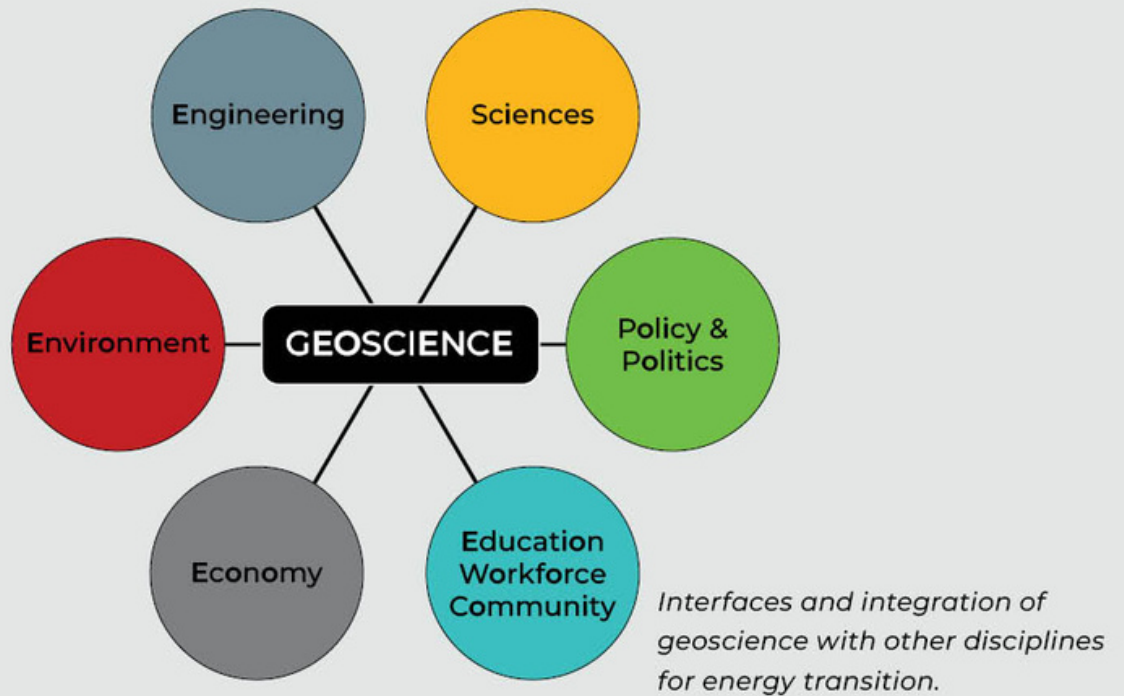 Engineering
Sciences
Environment
GEOSCIENCE
Policy &
Politics
Economy
Education
Workforce
Community
Interfaces and integration of
geoscience with other disciplines
for energy transition.